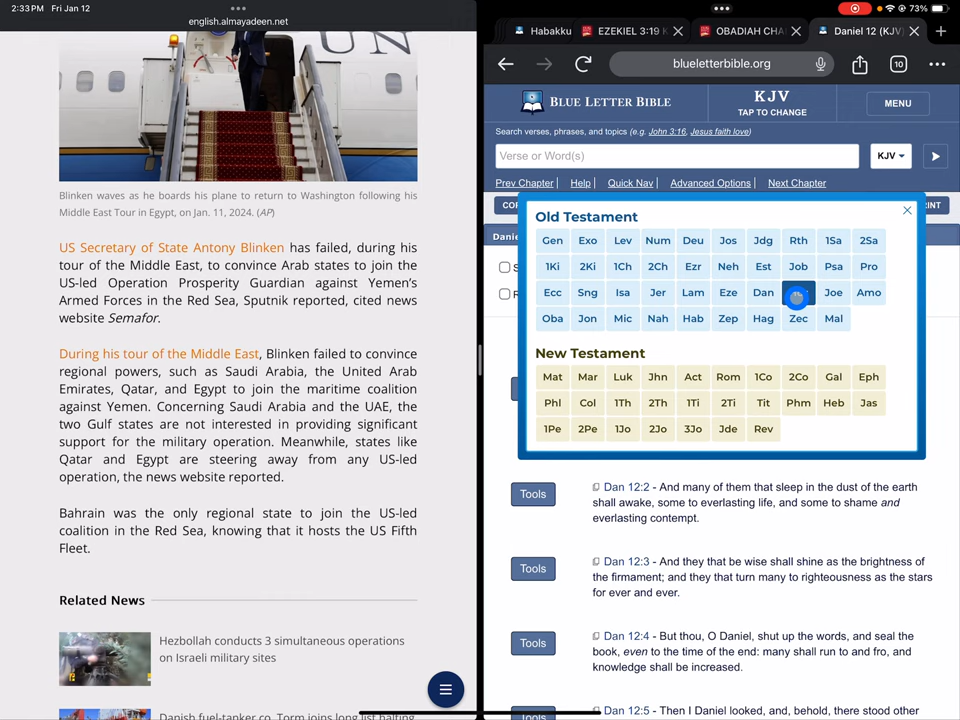 2:33 PM Fri Jan 12
73%
english.almayadeen.net
UN
Blinken waves as he boards his plane to return to Washington following his
Middle East Tour in Egypt, on Jan. 11, 2024. (AP)
US Secretary of State Antony Blinken has failed, during his
tour of the Middle East, to convince Arab states to join the
US-led Operation Prosperity Guardian against Yemen's
Armed Forces in the Red Sea, Sputnik reported, cited news
website Semafor.
During his tour of the Middle East, Blinken failed to convince
regional powers, such as Saudi Arabia, the United Arab
Emirates, Qatar, and Egypt to join the maritime coalition
against Yemen. Concerning Saudi Arabia and the UAE, the
two Gulf states are not interested in providing significant
support for the military operation. Meanwhile, states like
Qatar and Egypt are steering away from any US-led
operation, the news website reported.
Bahrain was the only regional state to join the US-led
coalition in the Red Sea, knowing that it hosts the US Fifth
Fleet.
Related News
Hezbollah conducts 3 simultaneous operations
on Israeli military sites
Danish fuel-tanker co. Torm joins long list halting
Habakku
EZEKIEL 3:19 K
OBADIAH CHA
Daniel 12 (KJV)
blueletterbible.org
10
BLUE LETTER BIBLE
KJV
TAP TO CHANGE
MENU
Search verses, phrases, and topics (e.g. John 3:16, Jesus faith love)
Verse or Word(s)
KJV
Prev Chapter | Help | Quick Nav | Advanced Options | Next Chapter
COP
RINT
Danie
S
R
Old Testament
Gen Exo Lev Num Deu Jos Jdg Rth 1Sa 2Sa
1Ki 2Ki 1Ch 2Ch Ezr Neh Est Job Psa Pro
Ecc Sng Isa Jer Lam Eze Dan Joe Amo
Oba Jon Mic Nah Hab Zep Hag Zec Mal
New Testament
Mat Mar Luk Jhn Act Rom 1Co 2Co Gal Eph
Phl Col 1Th 2Th 1Ti 2Ti Tit Phm Heb Jas
1Pe 2Pe 1Jo 2Jo 3Jo Jde Rev
Tools
Dan 12:2 - And many of them that sleep in the dust of the earth
shall awake, some to everlasting life, and some to shame and
everlasting contempt.
Tools
Dan 12:3 - And they that be wise shall shine as the brightness of
the firmament; and they that turn many to righteousness as the stars
for ever and ever.
Tools
Dan 12:4 - But thou, O Daniel, shut up the words, and seal the
book, even to the time of the end: many shall run to and fro, and
knowledge shall be increased.
Tools
Dan 12:5 - Then I Daniel looked, and, behold, there stood other